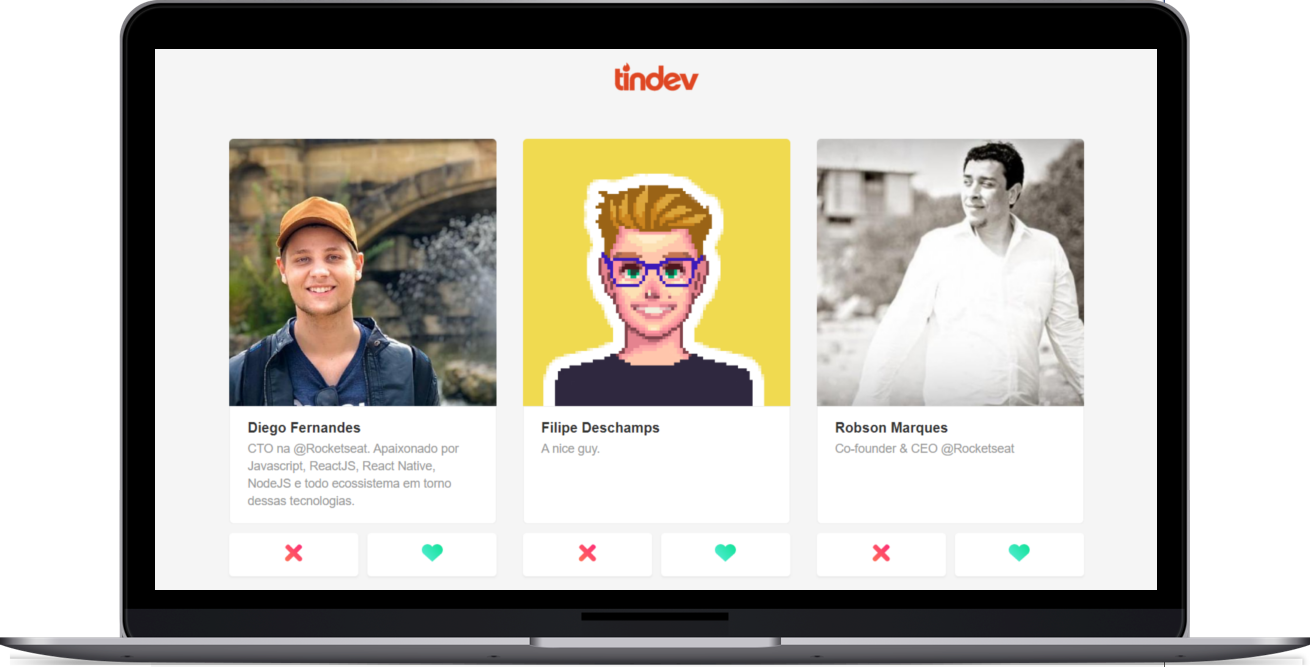 tindev
Diego Fernandes
CTO na @Rocketseat. Apaixonado por
Javascript, ReactJS, React Native,
NodeJS e todo ecossistema em torno
dessas tecnologias.
Filipe Deschamps
A nice guy.
Robson Marques
Co-founder & CEO @Rocketseat